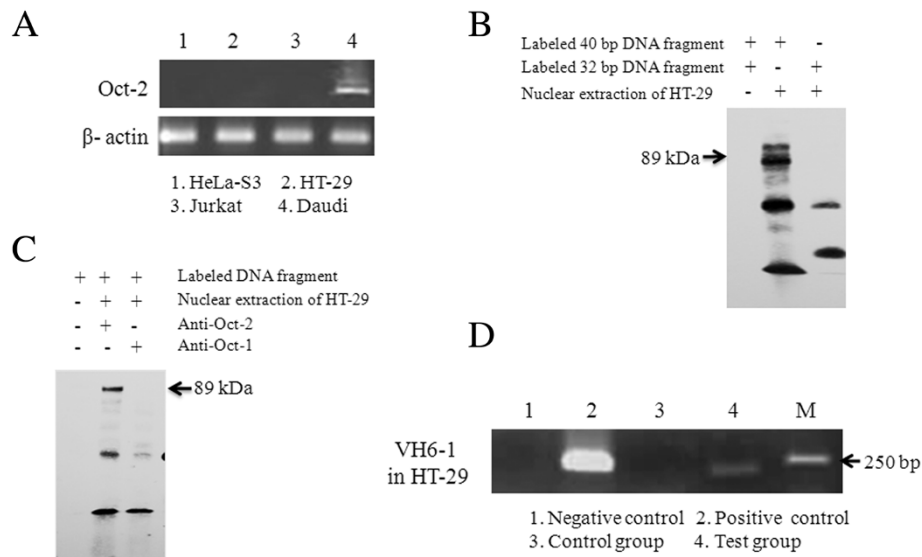 A
1 2 3 4
Oct-2
β- actin
1. HeLa-S3 2. HT-29
3. Jurkat 4. Daudi
B
Labeled 40 bp DNA fragment + + -
Labeled 32 bp DNA fragment + - +
Nuclear extraction of HT-29 - + +
89 kDa
C
+ + + Labeled DNA fragment
- + + Nuclear extraction of HT-29
- + - Anti-Oct-2
- - + Anti-Oct-1
89 kDa
D
1 2 3 4 M
VH6-1
in HT-29
250 bp
1. Negative control 2. Positive control
3. Control group 4. Test group